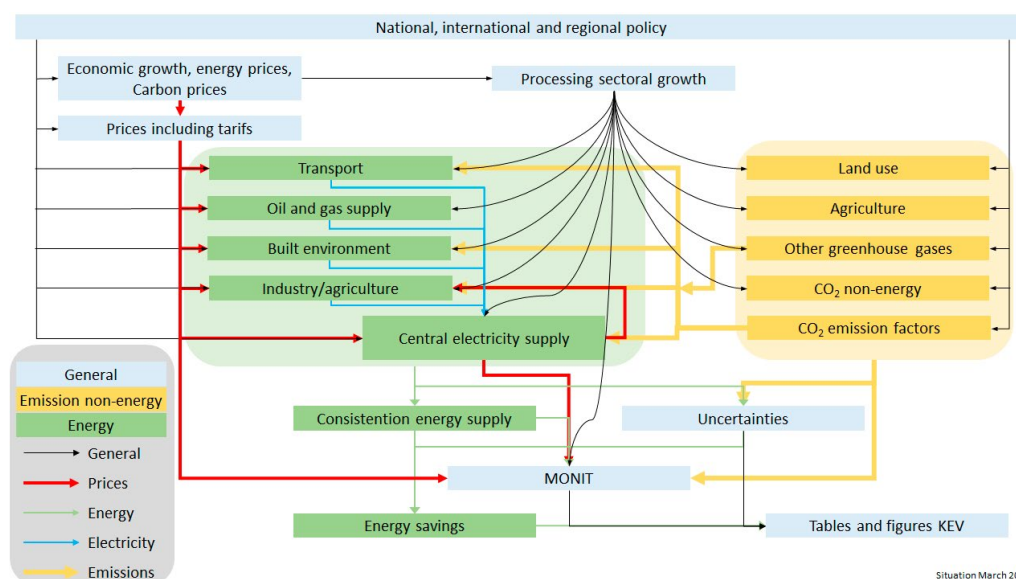 National, international and regional policy
Economic growth, energy prices,
Carbon prices
Processing sectoral growth
Prices including tarifs
Transport
Land use
Oil and gas supply
Agriculture
Built environment
Other greenhouse gases
Industry/agriculture
CO₂ non-energy
Central electricity supply
CO₂ emission factors
General
Emission non-energy
Energy
General
Prices
Energy
Electricity
Emissions
Consistention energy supply
Uncertainties
MONIT
Energy savings
Tables and figures KEV
Situation March 20